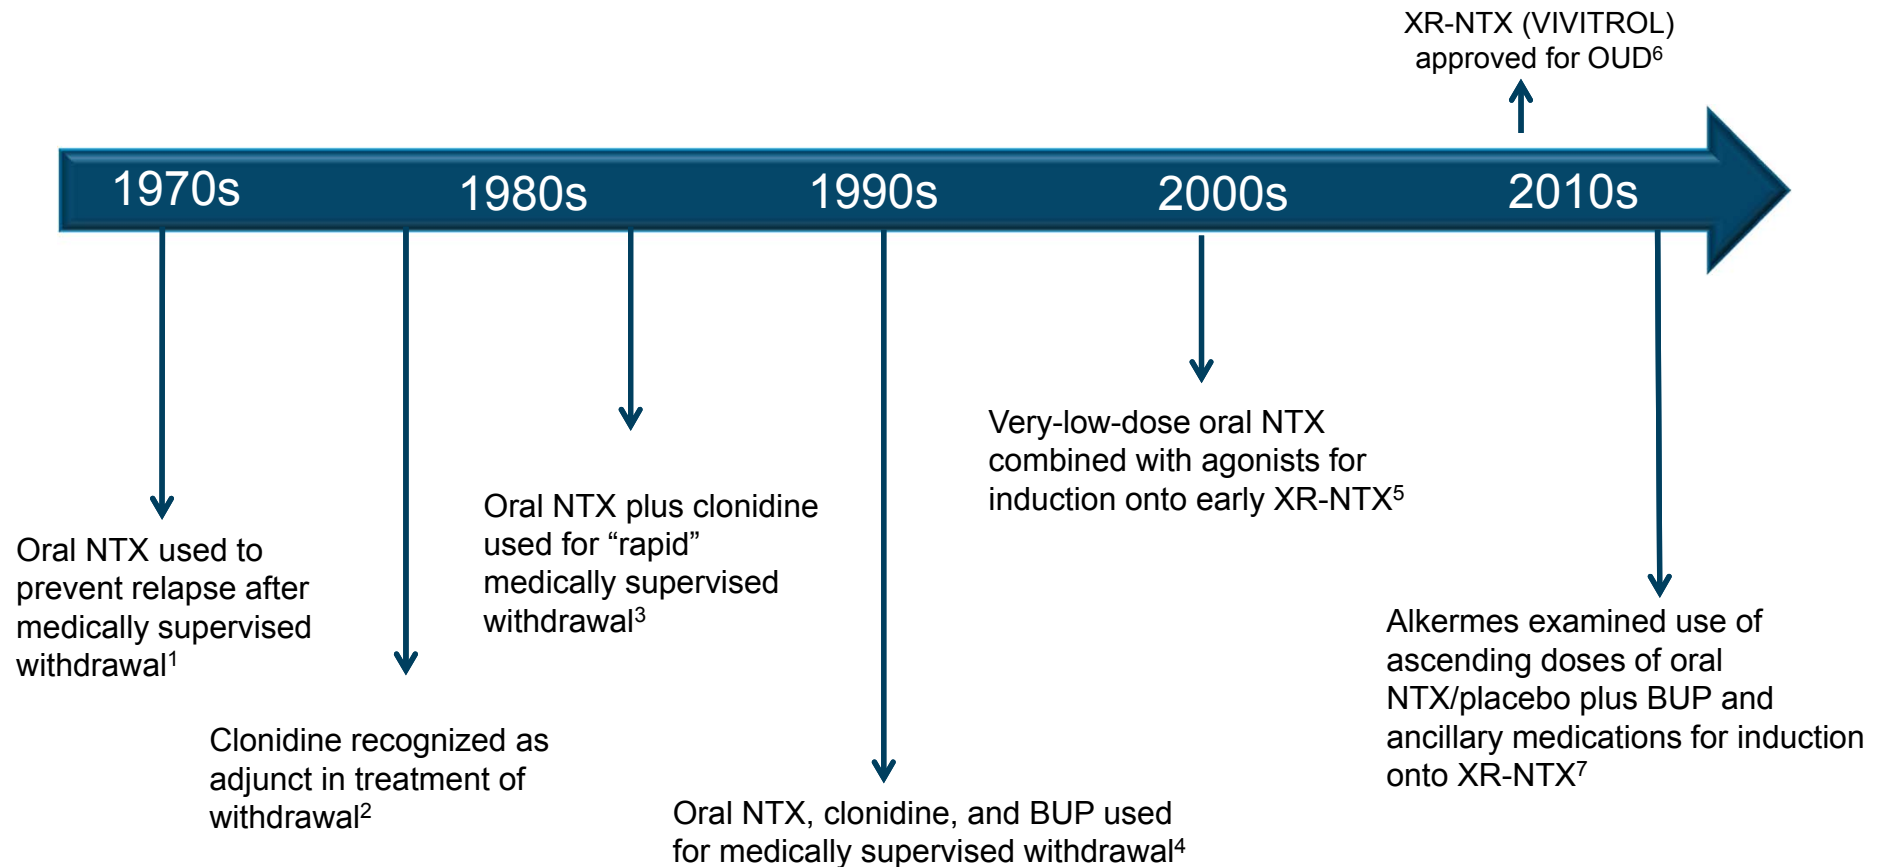 XR-NTX (VIVITROL)
approved for OUD⁶
1970s
1980s
1990s
2000s
2010s
Oral NTX used to
prevent relapse after
medically supervised
withdrawal¹
Clonidine recognized as
adjunct in treatment of
withdrawal²
Oral NTX plus clonidine
used for “rapid”
medically supervised
withdrawal³
Oral NTX, clonidine, and BUP used
for medically supervised withdrawal⁴
Very-low-dose oral NTX
combined with agonists for
induction onto early XR-NTX⁵
Alkermes examined use of
ascending doses of oral
NTX/placebo plus BUP and
ancillary medications for induction
onto XR-NTX⁷